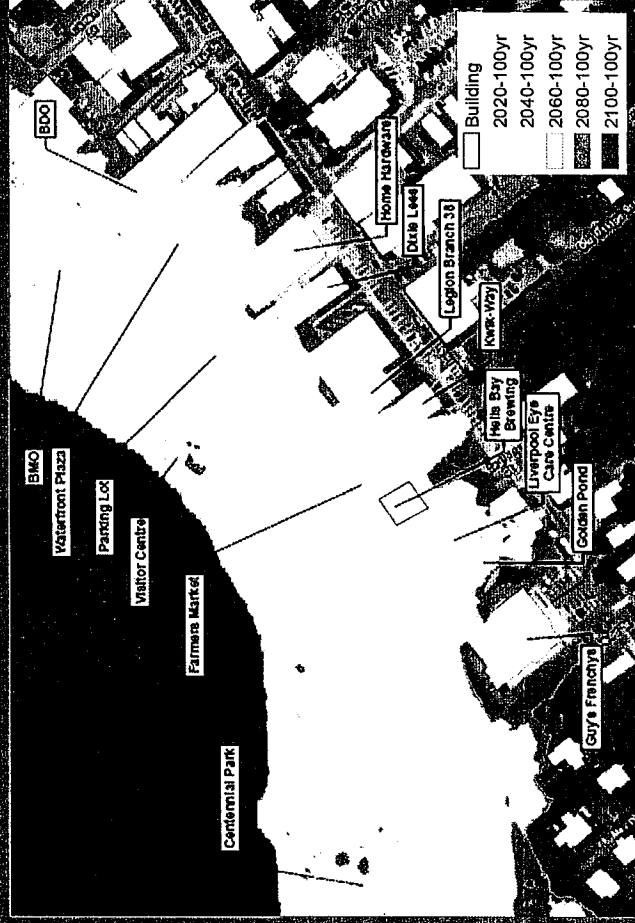 BMO
Waterfront Plaza
Parking Lot
Visitor Centre
Farmers Market
Centennial Park
BDO
Home Hardware
Dixie Lees
Legion Branch 38
Kwik-Way
Hells Bay
Brewing
Liverpool Eye
Care Centre
Golden Pond
Guy's Frenchys
Building
2020-100yr
2040-100yr
2060-100yr
2080-100yr
2100-100yr